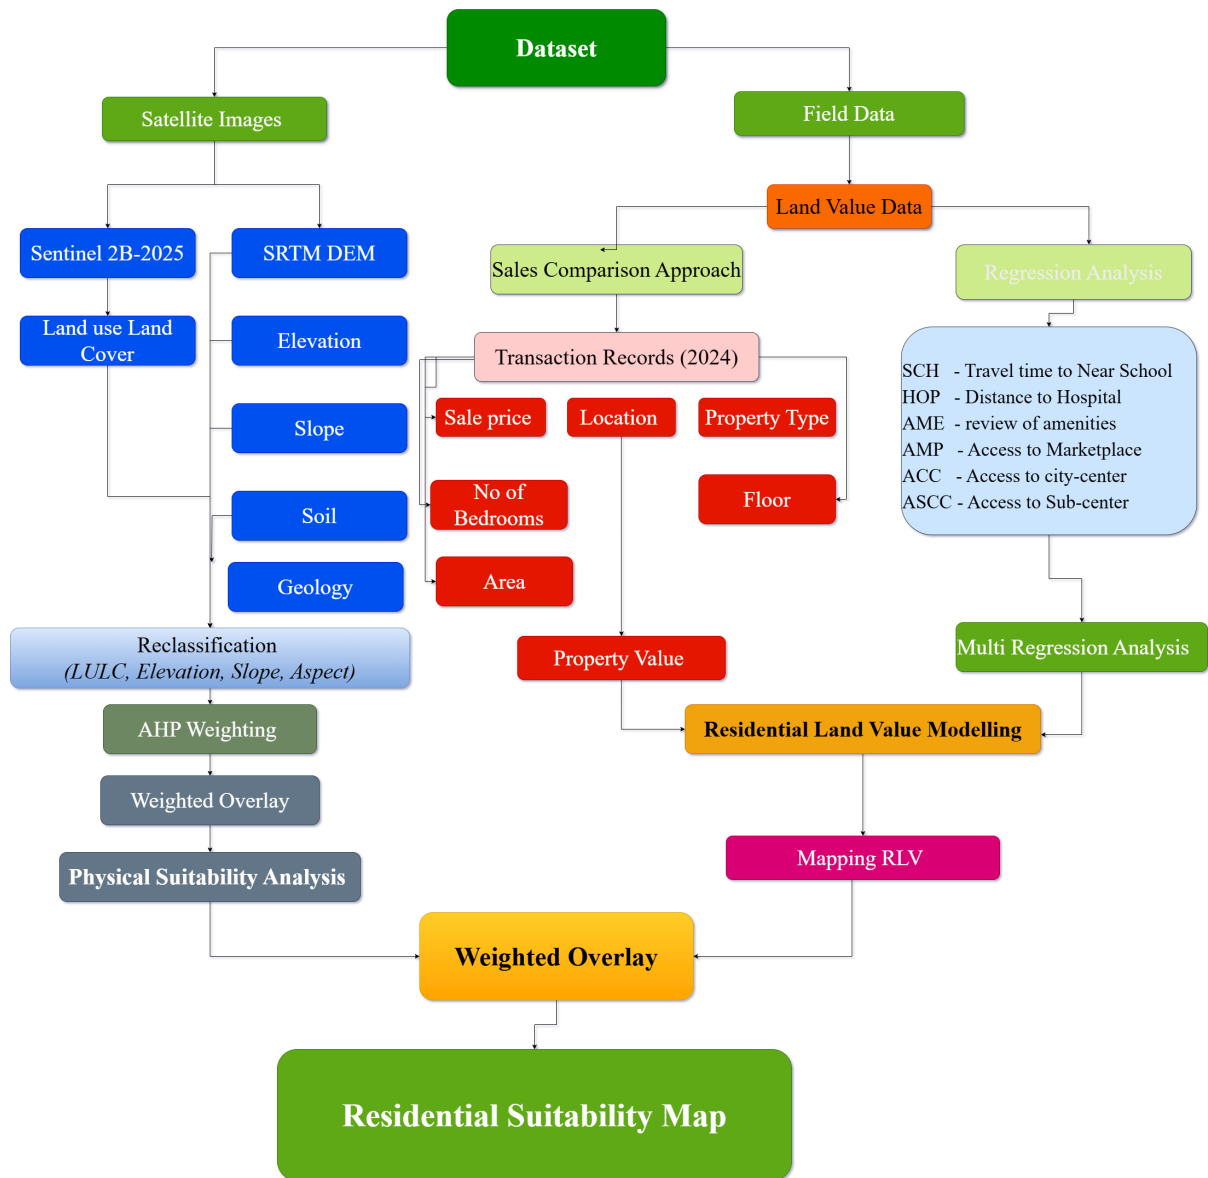 Dataset
Satellite Images
Field Data
Land Value Data
Sentinel 2B-2025
SRTM DEM
Sales Comparison Approach
Regression Analysis
Land use Land
Cover
Elevation
Transaction Records (2024)
SCH - Travel time to Near School
HOP - Distance to Hospital
AME - review of amenities
AMP - Access to Marketplace
ACC - Access to city-center
ASCC - Access to Sub-center
Slope
Sale price
Location
Property Type
Soil
No of
Bedrooms
Floor
Geology
Area
Reclassification
(LULC, Elevation, Slope, Aspect)
Property Value
Multi Regression Analysis
AHP Weighting
Residential Land Value Modelling
Weighted Overlay
Physical Suitability Analysis
Mapping RLV
Weighted Overlay
Residential Suitability Map